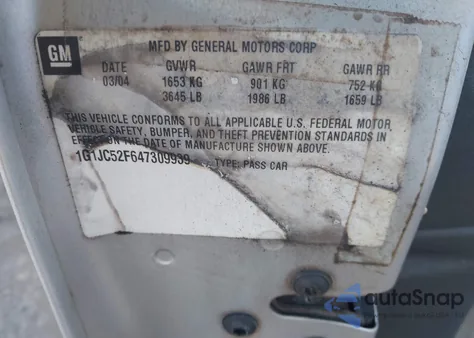 GM
MFD BY GENERAL MOTORS CORP
DATE GVWR GAWR FRT GAWR RR
03/04 1653 KG 901 KG 752 KG
3645 LB 1986 LB 1659 LB
THIS VEHICLE CONFORMS TO ALL APPLICABLE U.S. FEDERAL MOTOR
VEHICLE SAFETY, BUMPER, AND THEFT PREVENTION STANDARDS IN
EFFECT ON THE DATE OF MANUFACTURE SHOWN ABOVE.
1G1JC52F647309939 TYPE: PASS CAR
autaSnap